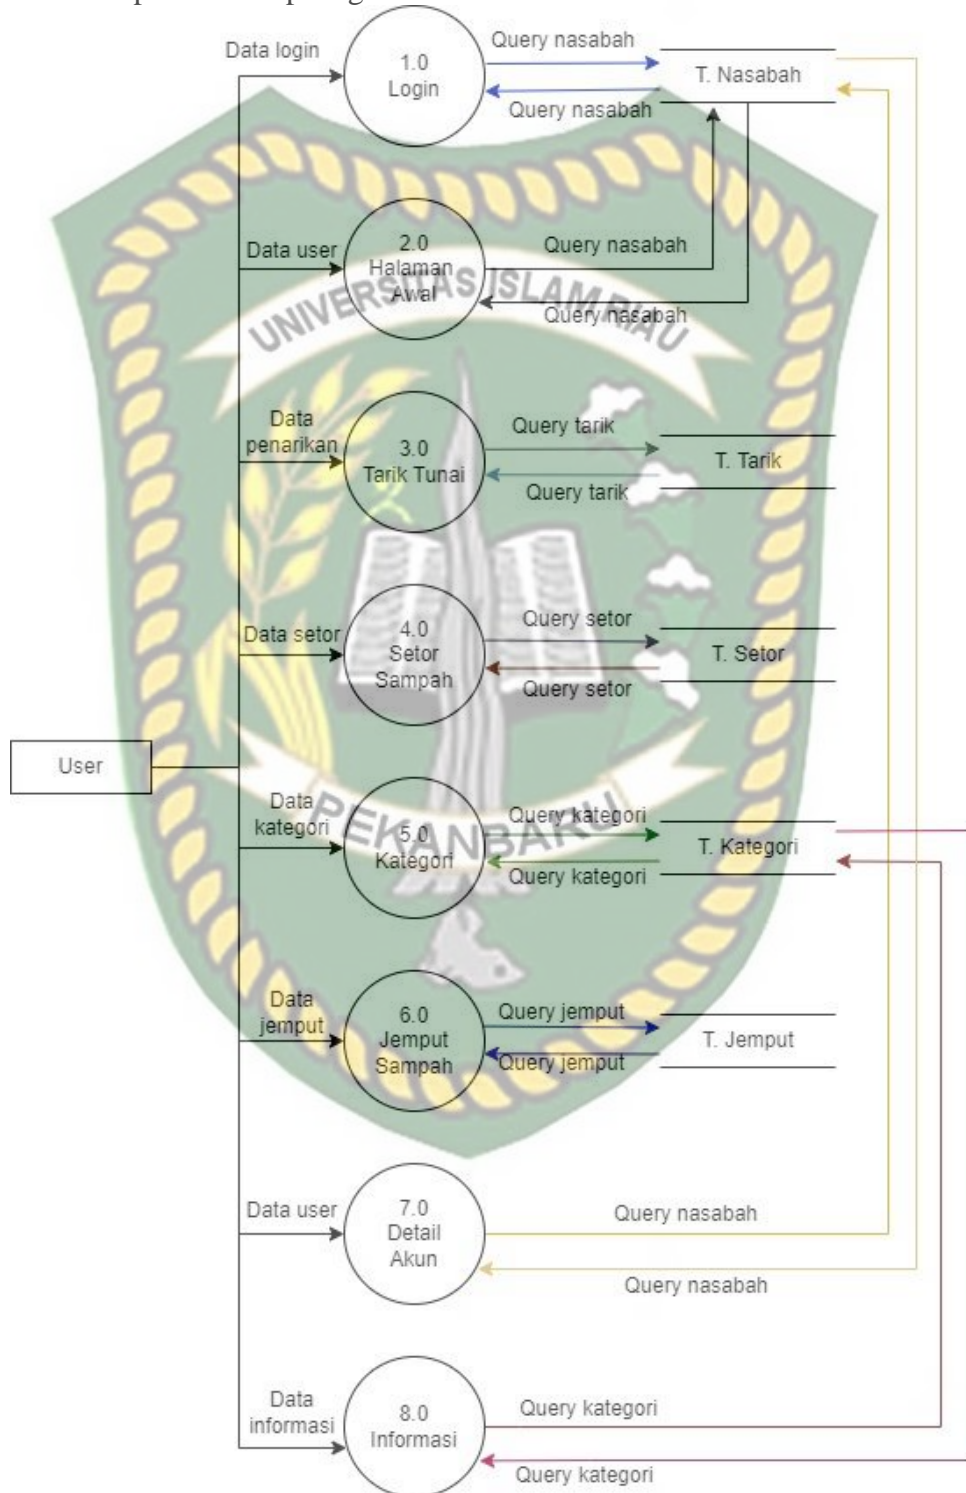 Data login
1.0
Login
Query nasabah
Query nasabah
T. Nasabah
Data user
2.0
Halaman
Awal
Query nasabah
Query nasabah
UNIVERSITAS ISLAM RIAU
Data
penarikan
3.0
Tarik Tunai
Query tarik
Query tarik
T. Tarik
Data setor
4.0
Setor
Sampah
Query setor
Query setor
T. Setor
User
Data
kategori
5.0
Kategori
Query kategori
Query kategori
T. Kategori
PEKANBARU
Data
jemput
6.0
Jemput
Sampah
Query jemput
Query jemput
T. Jemput
Data user
7.0
Detail
Akun
Query nasabah
Query nasabah
Data
informasi
8.0
Informasi
Query kategori
Query kategori